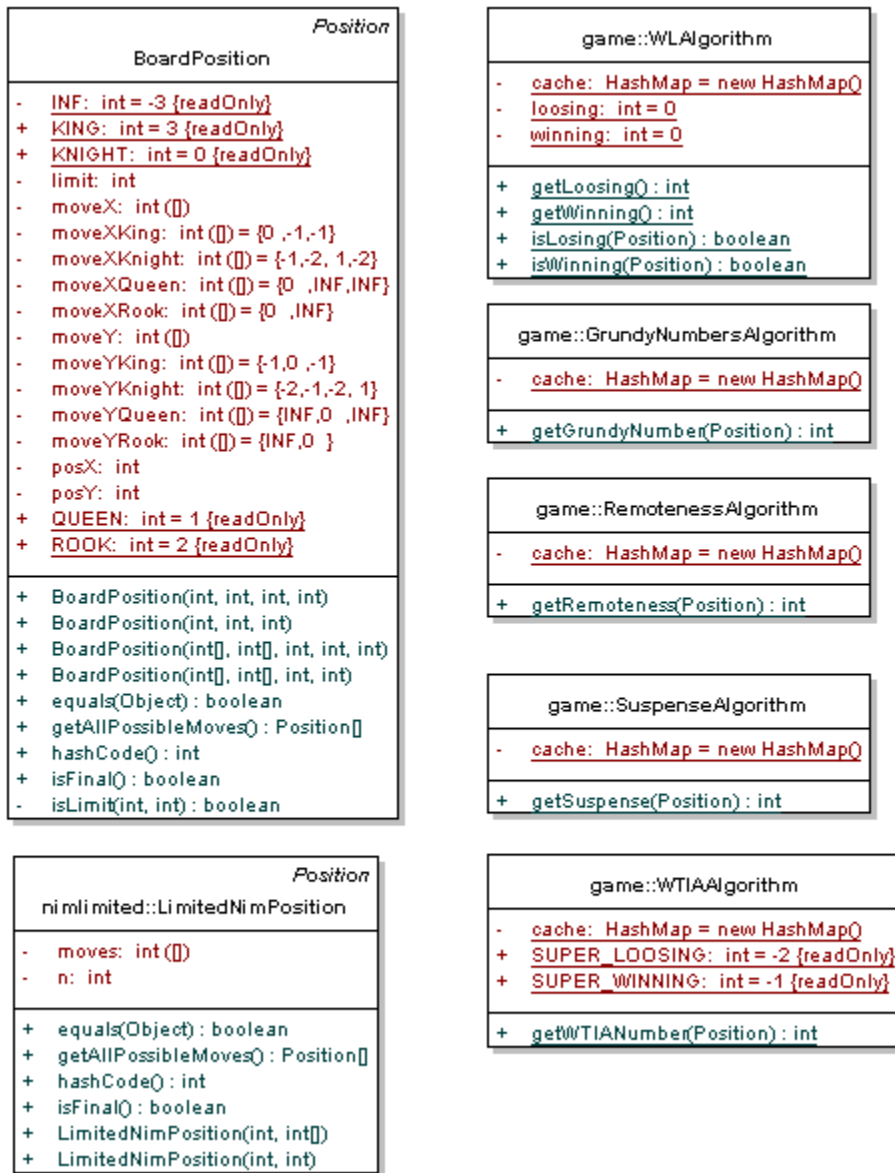 Position
BoardPosition
- INF: int = -3 {readOnly}
+ KING: int = 3 {readOnly}
+ KNIGHT: int = 0 {readOnly}
- limit: int
- moveX: int ([])
- moveXKing: int ([]) = {0 ,-1,-1}
- moveXKnight: int ([]) = {-1,-2, 1,-2}
- moveXQueen: int ([]) = {0 ,INF,INF}
- moveXRook: int ([]) = {0 ,INF}
- moveY: int ([])
- moveYKing: int ([]) = {-1,0 ,-1}
- moveYKnight: int ([]) = {-2,-1,-2, 1}
- moveYQueen: int ([]) = {INF,0 ,INF}
- moveYRook: int ([]) = {INF,0 }
- posX: int
- posY: int
+ QUEEN: int = 1 {readOnly}
+ ROOK: int = 2 {readOnly}
+ BoardPosition(int, int, int, int)
+ BoardPosition(int, int, int)
+ BoardPosition(int[], int[], int, int, int)
+ BoardPosition(int[], int[], int, int)
+ equals(Object) : boolean
+ getAllPossibleMoves() : Position[]
+ hashCode() : int
+ isFinal() : boolean
- isLimit(int, int) : boolean
Position
nimlimited::LimitedNimPosition
- moves: int ([])
- n: int
+ equals(Object) : boolean
+ getAllPossibleMoves() : Position[]
+ hashCode() : int
+ isFinal() : boolean
+ LimitedNimPosition(int, int[])
+ LimitedNimPosition(int, int)
game::WLAlgorithm
- cache: HashMap = new HashMap()
- loosing: int = 0
- winning: int = 0
+ getLoosing() : int
+ getWinning() : int
+ isLosing(Position) : boolean
+ isWinning(Position) : boolean
game::GrundyNumbersAlgorithm
- cache: HashMap = new HashMap()
+ getGrundyNumber(Position) : int
game::RemotenessAlgorithm
- cache: HashMap = new HashMap()
+ getRemoteness(Position) : int
game::SuspenseAlgorithm
- cache: HashMap = new HashMap()
+ getSuspense(Position) : int
game::WTIAAlgorithm
- cache: HashMap = new HashMap()
+ SUPER_LOOSING: int = -2 {readOnly}
+ SUPER_WINNING: int = -1 {readOnly}
+ getWTIANumber(Position) : int